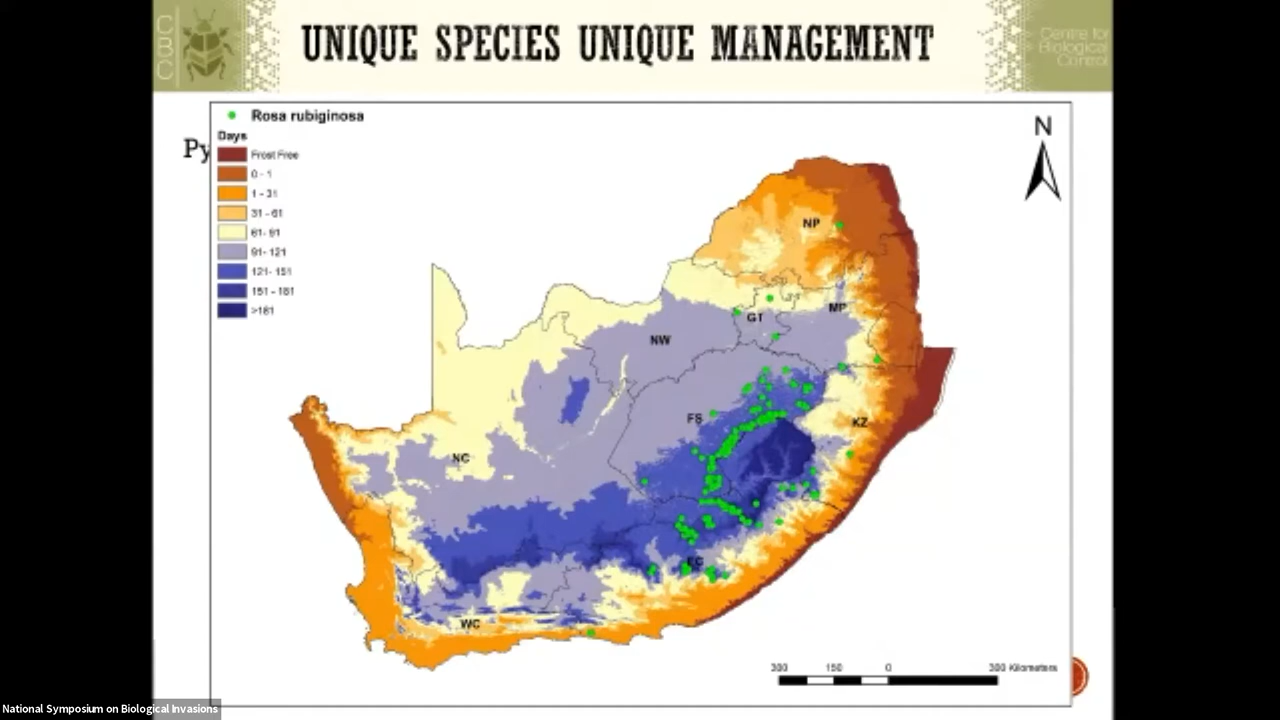 CBC
UNIQUE SPECIES UNIQUE MANAGEMENT
Centre for
Biological
Control
Py
Rosa rubiginosa
Days
Frost Free
0 - 1
1 - 31
31 - 61
61 - 91
91 - 121
121 - 151
151 - 181
>181
N
NP
MP
GT
NW
FS
KZ
NC
EC
WC
300 150 0 300 Kilometers
National Symposium on Biological Invasions